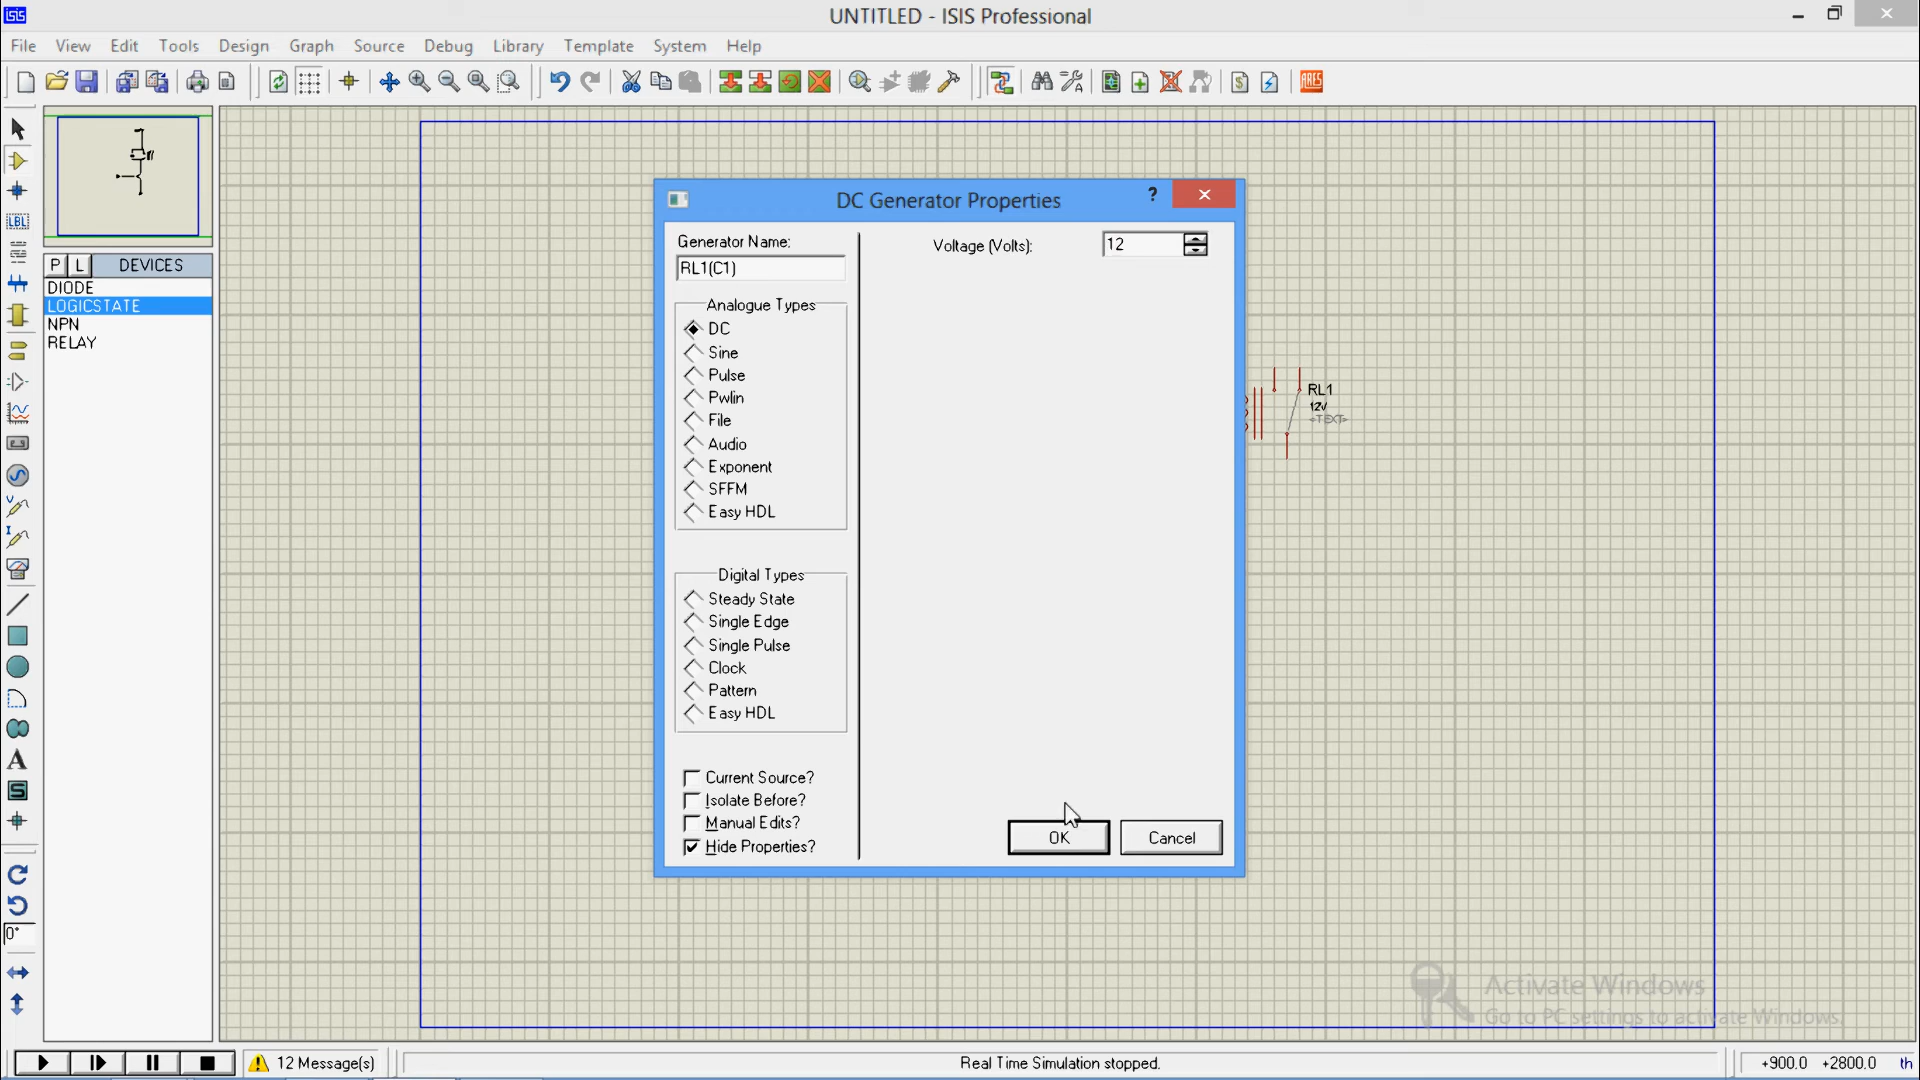 ISIS
UNTITLED - ISIS Professional
File View Edit Tools Design Graph Source Debug Library Template System Help
ARES
LBL
P L DEVICES
DIODE
LOGICSTATE
NPN
RELAY
V
I
A
S
0°
DC Generator Properties
?
Generator Name:
RL1(C1)
Analogue Types
DC
Sine
Pulse
Pwlin
File
Audio
Exponent
SFFM
Easy HDL
Digital Types
Steady State
Single Edge
Single Pulse
Clock
Pattern
Easy HDL
Current Source?
Isolate Before?
Manual Edits?
Hide Properties?
Voltage (Volts): 12
OK Cancel
RL1
12V
<TEXT>
Activate Windows
Go to PC settings to activate Windows.
12 Message(s)
Real Time Simulation stopped.
+900.0 +2800.0 th